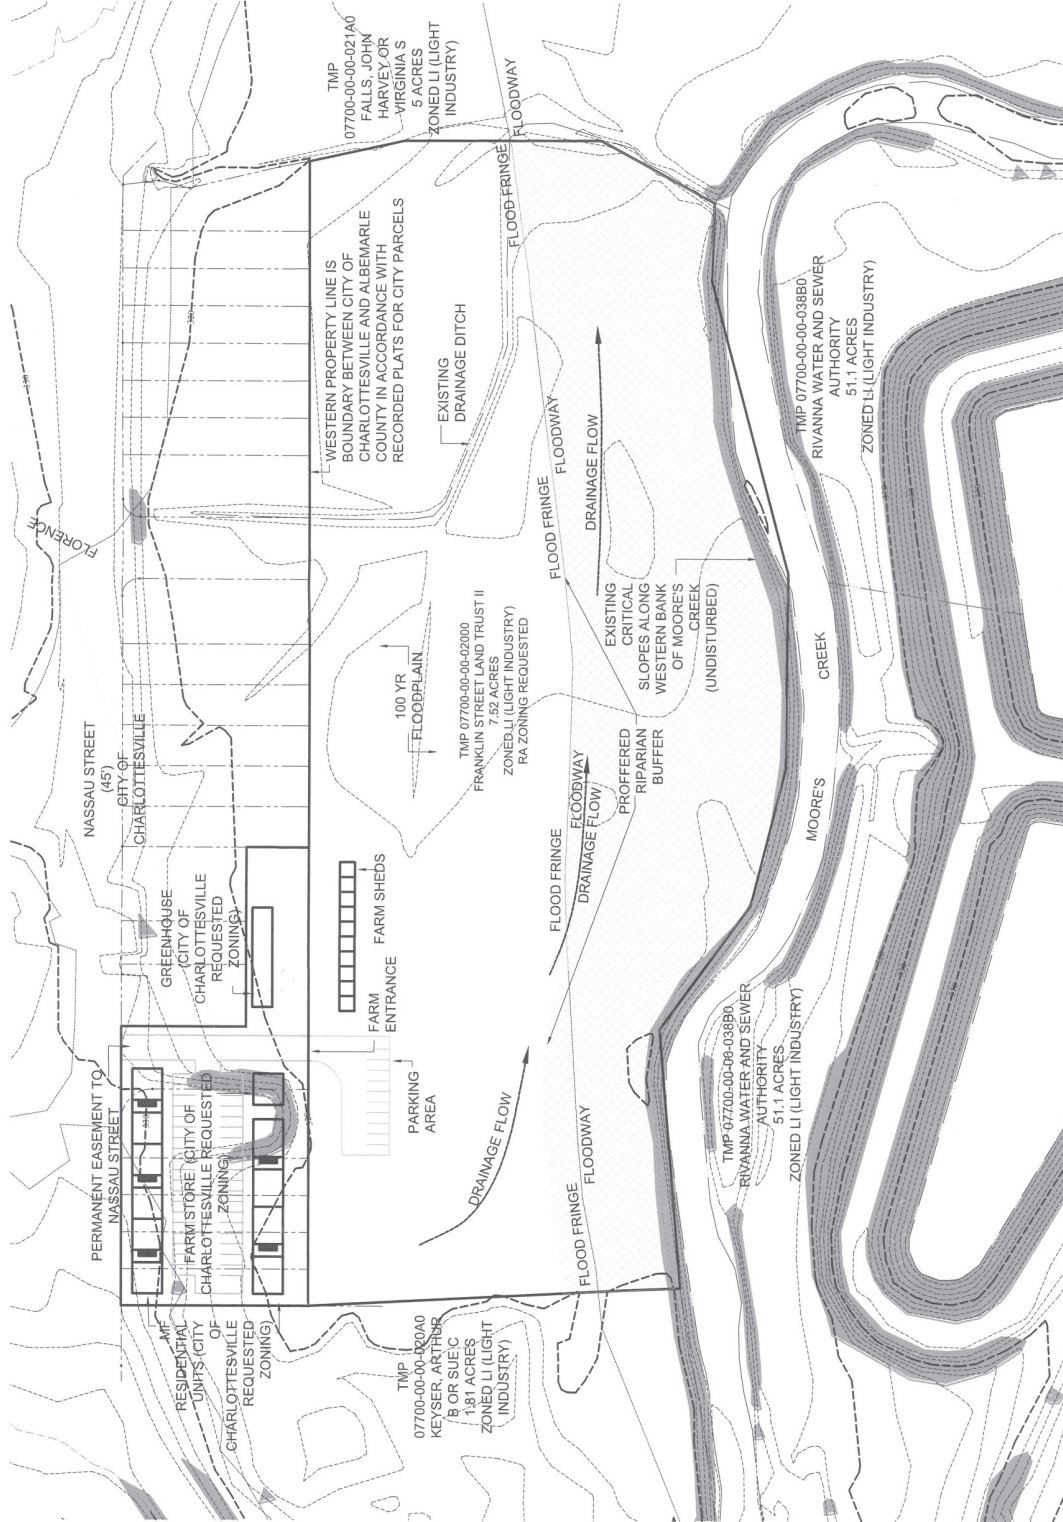 NASSAU STREET
(45')
CITY OF
CHARLOTTESVILLE
FLORENCE
330
331
TMP
07700-00-00-021A0
FALLS, JOHN
HARVEY OR
VIRGINIA S
5 ACRES
ZONED LI (LIGHT
INDUSTRY)
PERMANENT EASEMENT TO
NASSAU STREET
GREENHOUSE
(CITY OF
CHARLOTTESVILLE
REQUESTED
ZONING)
FARM STORE (CITY OF
CHARLOTTESVILLE REQUESTED
ZONING)
MF
RESIDENTIAL
UNITS (CITY
OF
CHARLOTTESVILLE
REQUESTED
ZONING)
FARM SHEDS
FARM
ENTRANCE
PARKING
AREA
WESTERN PROPERTY LINE IS
BOUNDARY BETWEEN CITY OF
CHARLOTTESVILLE AND ALBEMARLE
COUNTY IN ACCORDANCE WITH
RECORDED PLATS FOR CITY PARCELS
EXISTING
DRAINAGE DITCH
100 YR
FLOODPLAIN
TMP 07700-00-00-02000
FRANKLIN STREET LAND TRUST II
7.52 ACRES
ZONED LI (LIGHT INDUSTRY)
RA ZONING REQUESTED
TMP
07700-00-00-020A0
KEYSER, ARTHUR
B OR SUE C
1.81 ACRES
ZONED LI (LIGHT
INDUSTRY)
DRAINAGE FLOW
FLOOD FRINGE
FLOODWAY
FLOOD FRINGE
FLOODWAY
DRAINAGE FLOW
FLOOD FRINGE
FLOODWAY
DRAINAGE FLOW
FLOOD FRINGE
FLOODWAY
PROFFERED
RIPARIAN
BUFFER
EXISTING
CRITICAL
SLOPES ALONG
WESTERN BANK
OF MOORE'S
CREEK
(UNDISTURBED)
MOORE'S
CREEK
TMP 07700-00-00-038B0
RIVANNA WATER AND SEWER
AUTHORITY
51.1 ACRES
ZONED LI (LIGHT INDUSTRY)
TMP 07700-00-00-038B0
RIVANNA WATER AND SEWER
AUTHORITY
51.1 ACRES
ZONED LI (LIGHT INDUSTRY)